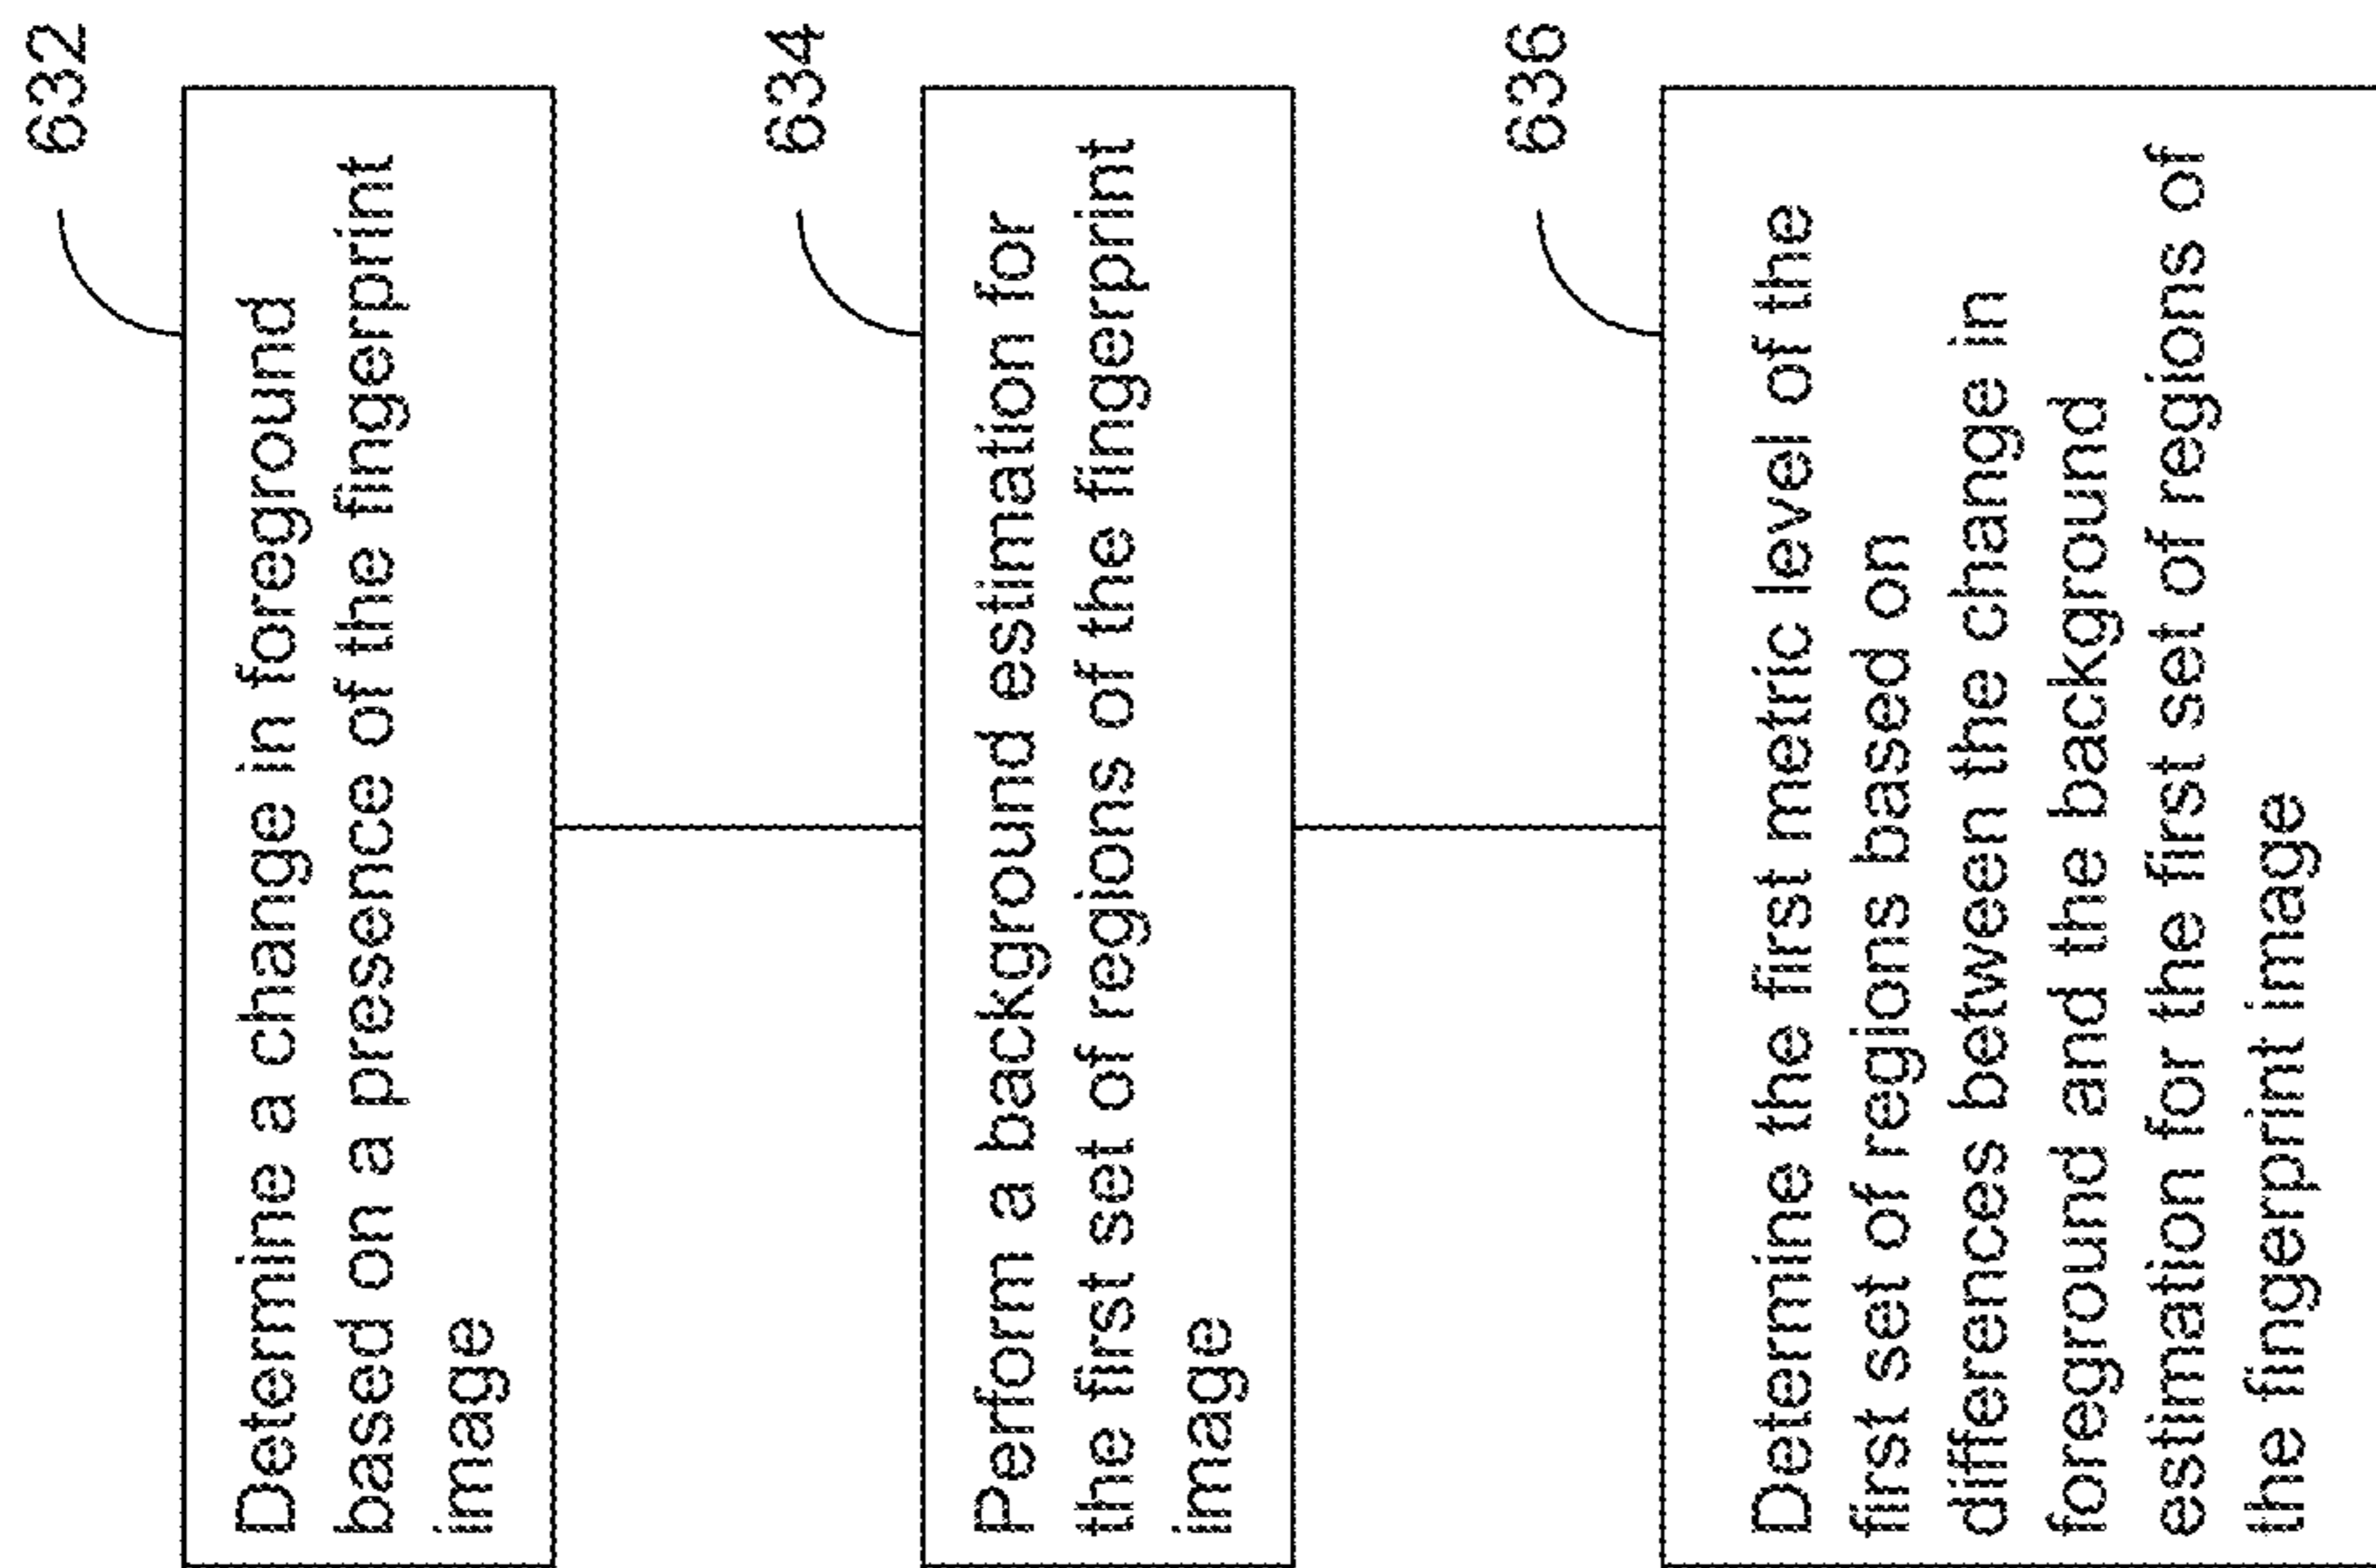 632
Determine a change in foreground
based on a presence of the fingerprint
image
634
Perform a background estimation for
the first set of regions of the fingerprint
image
636
Determine the first metric level of the
first set of regions based on
differences between the change in
foreground and the background
estimation for the first set of regions of
the fingerprint image